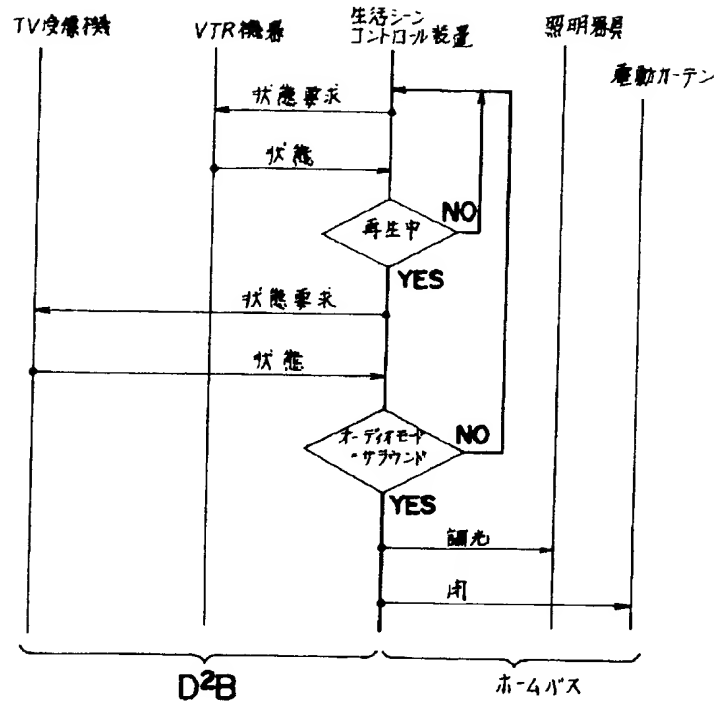 TV受像機
VTR機器
生活シーン
コントロール装置
照明器具
電動カーテン
状態要求
状態
再生中
NO
YES
状態要求
状態
オーディオモード
=サラウンド
NO
YES
調光
閉
D²B
ホームバス